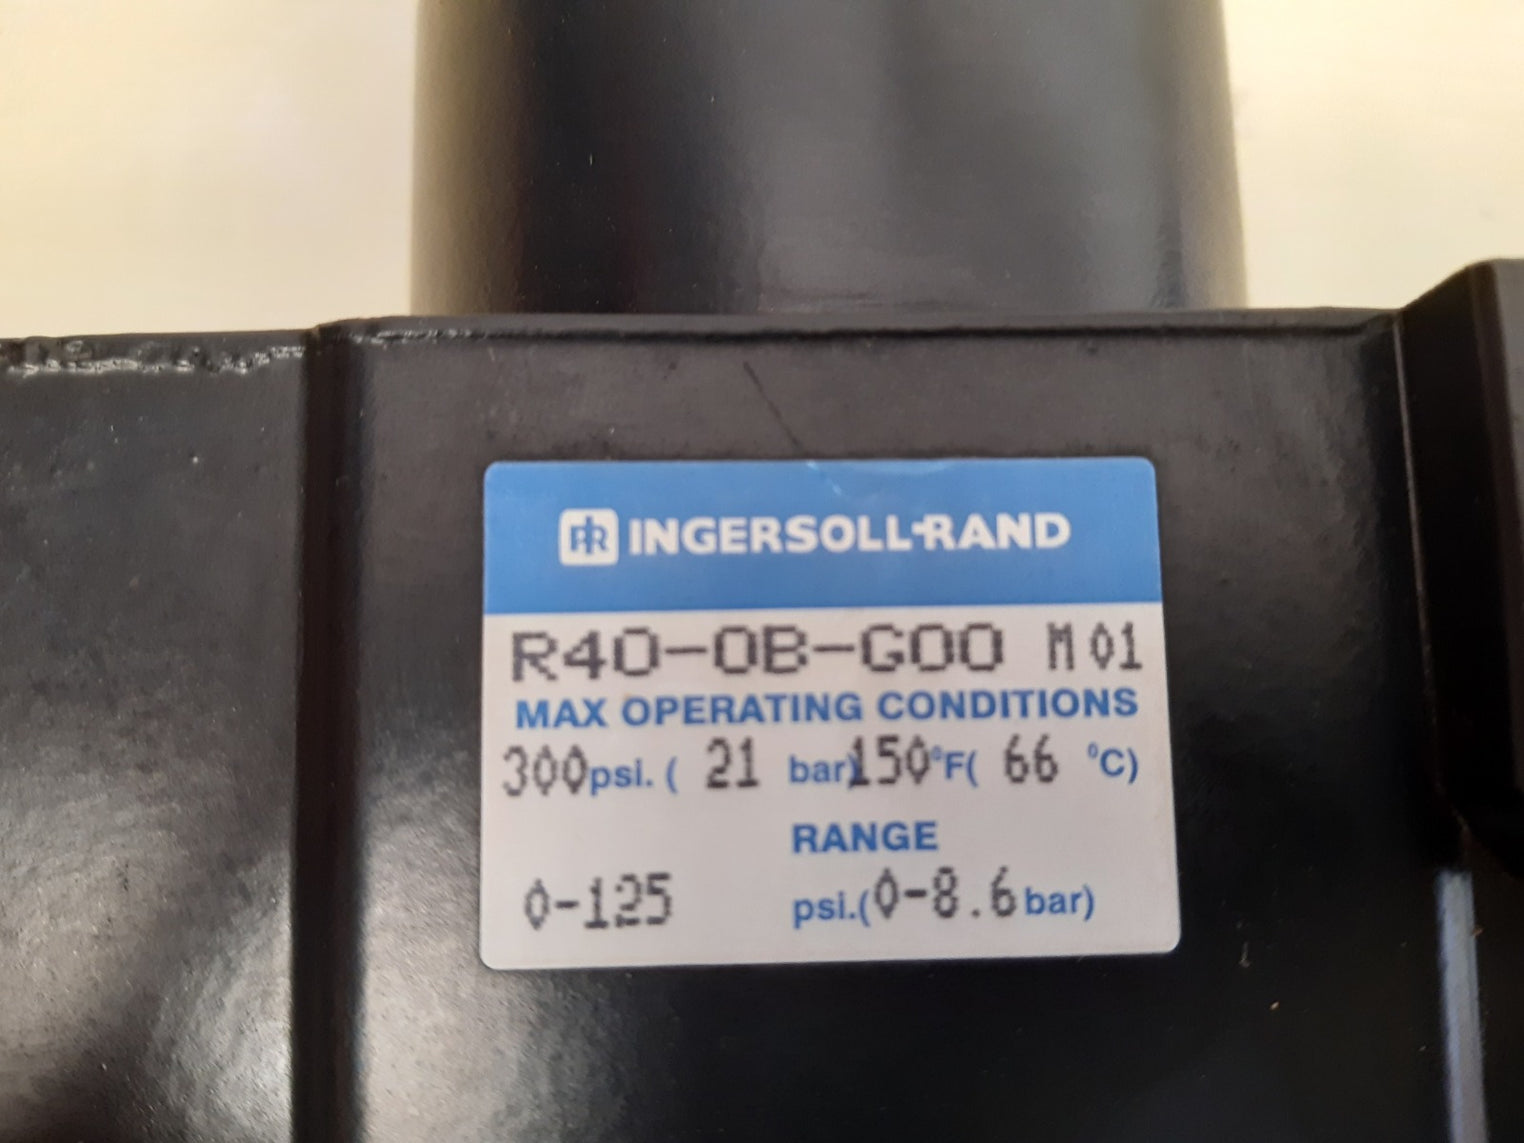 IR INGERSOLL-RAND
R40-0B-G00 M01
MAX OPERATING CONDITIONS
300psi. ( 21 bar)150°F( 66 °C)
RANGE
0-125 psi.(0-8.6bar)